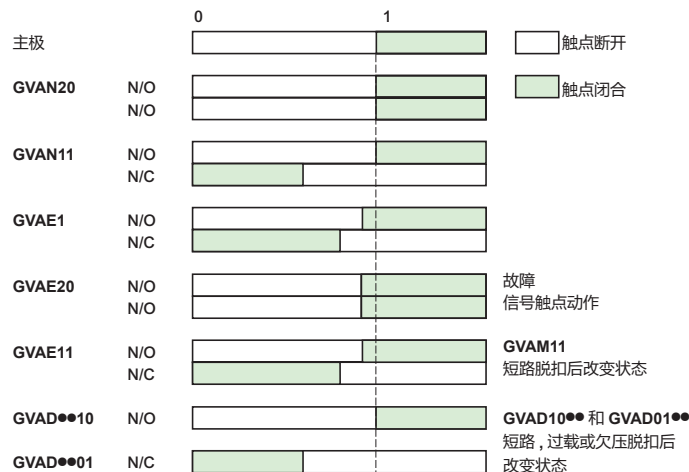 0 1
主极 触点断开
GVAN20 N/O 触点闭合
N/O
GVAN11 N/O
N/C
GVAE1 N/O
N/C
GVAE20 N/O 故障
N/O 信号触点动作
GVAE11 N/O GVAM11
N/C 短路脱扣后改变状态
GVAD●●10 N/O GVAD10●● 和 GVAD01●●
短路 , 过载或欠压脱扣后
GVAD●●01 N/C 改变状态